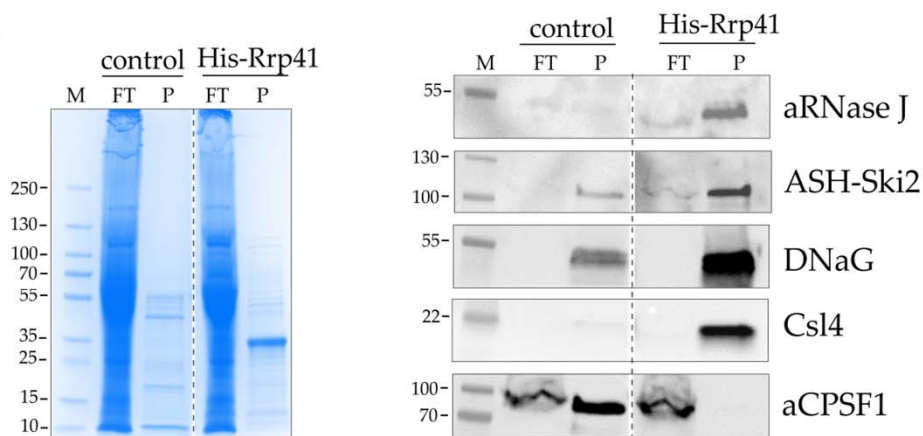 control His-Rrp41
M FT P FT P
250
130
100
70
55
35
25
15
10
control His-Rrp41
M FT P FT P
55 aRNase J
130
100 ASH-Ski2
55 DNaG
22 Csl4
100
70 aCPSF1